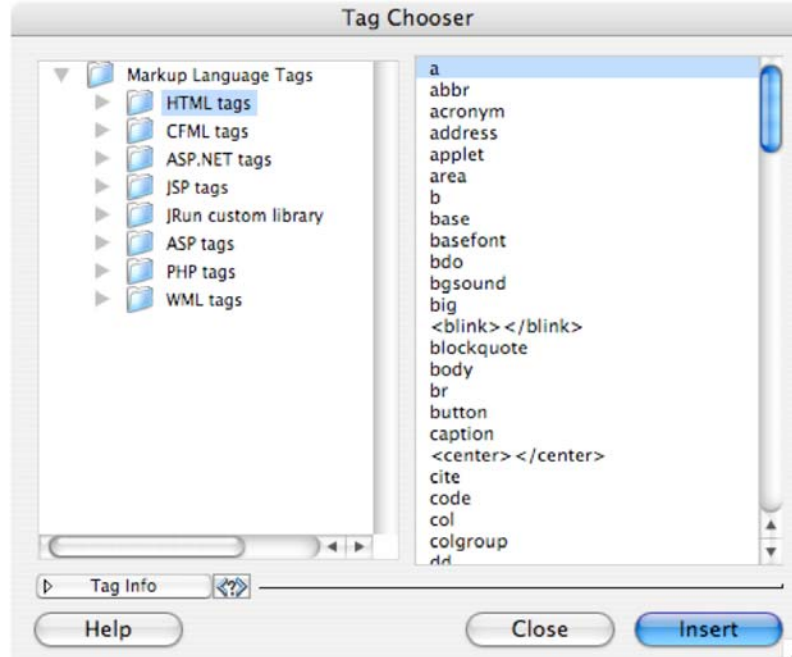 Tag Chooser
Markup Language Tags
HTML tags
CFML tags
ASP.NET tags
JSP tags
JRun custom library
ASP tags
PHP tags
WML tags
a
abbr
acronym
address
applet
area
b
base
basefont
bdo
bgsound
big
<blink></blink>
blockquote
body
br
button
caption
<center></center>
cite
code
col
colgroup
dd
Tag Info
<?>
Help
Close
Insert